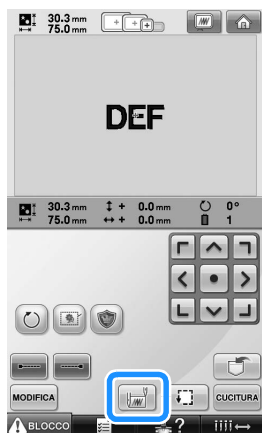 30.3 mm
75.0 mm
DEF
30.3 mm + 0.0 mm 0°
75.0 mm + 0.0 mm 1
MODIFICA
CUCITURA
BLOCCO ?